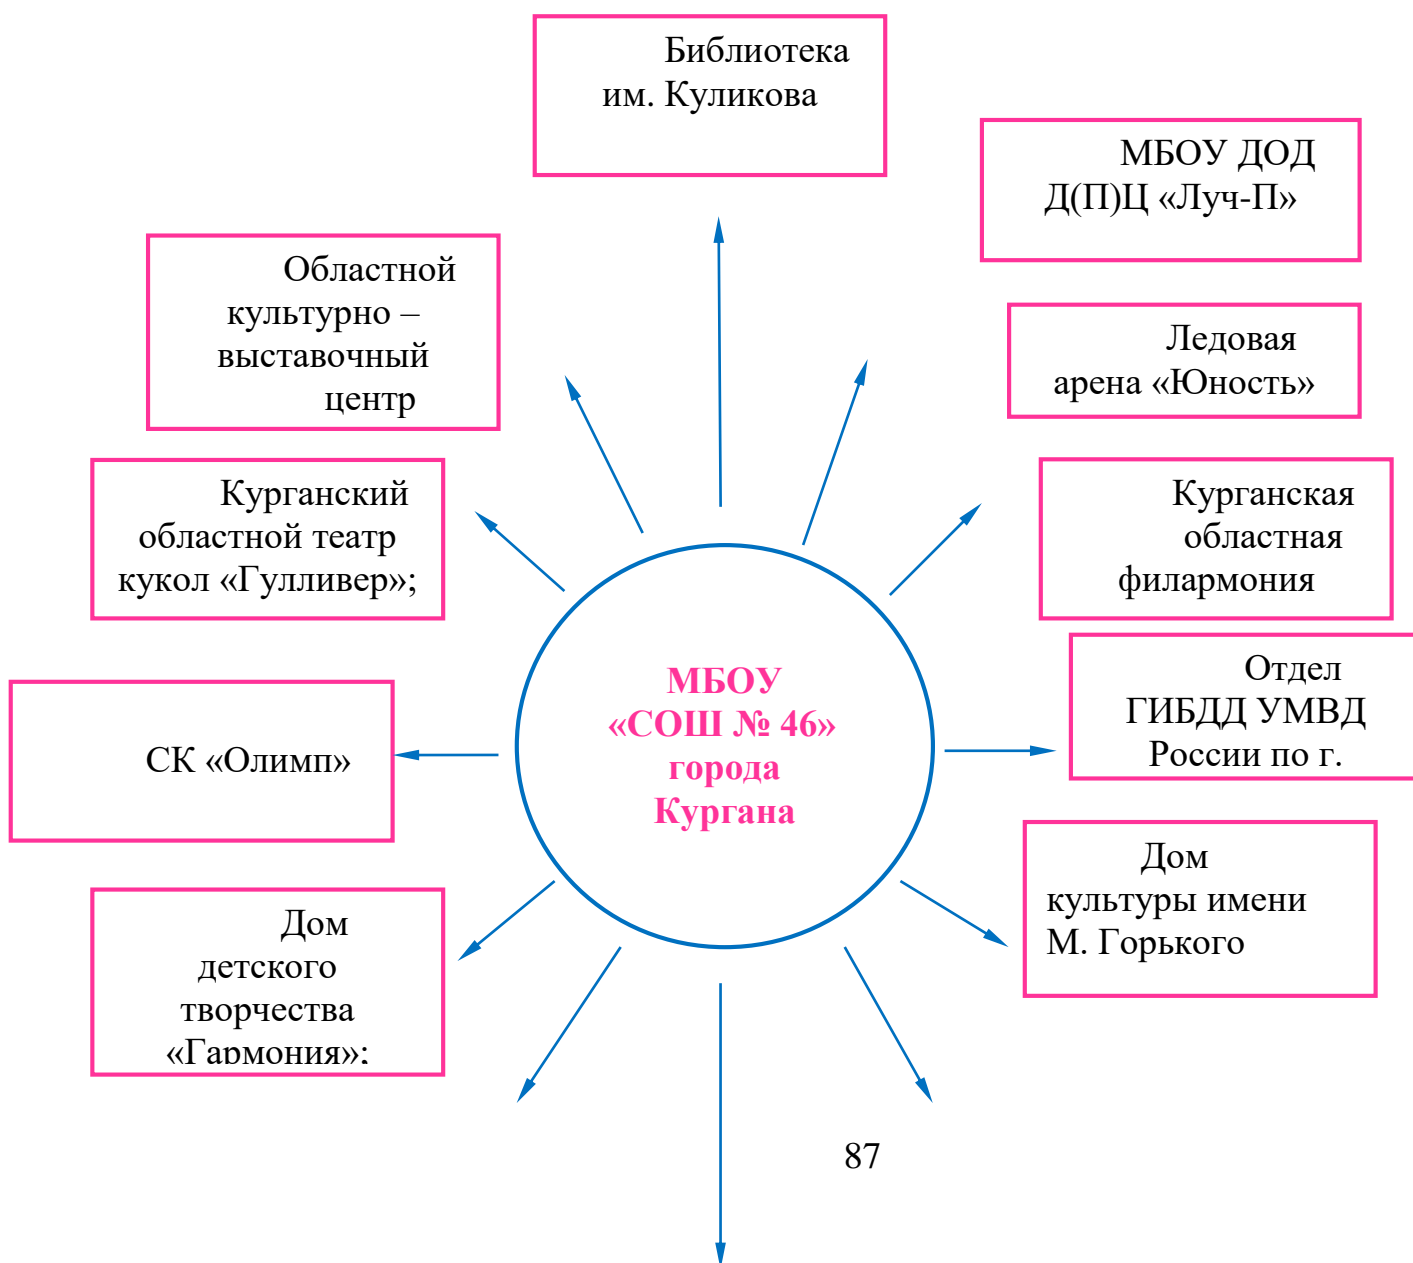 Библиотека
им. Куликова
МБОУ ДОД
Д(П)Ц «Луч-П»
Областной
культурно –
выставочный
центр
Ледовая
арена «Юность»
Курганский
областной театр
кукол «Гулливер»;
Курганская
областная
филармония
МБОУ
«СОШ № 46»
города
Кургана
Отдел
ГИБДД УМВД
России по г.
СК «Олимп»
Дом
культуры имени
М. Горького
Дом
детского
творчества
«Гармония»;
87